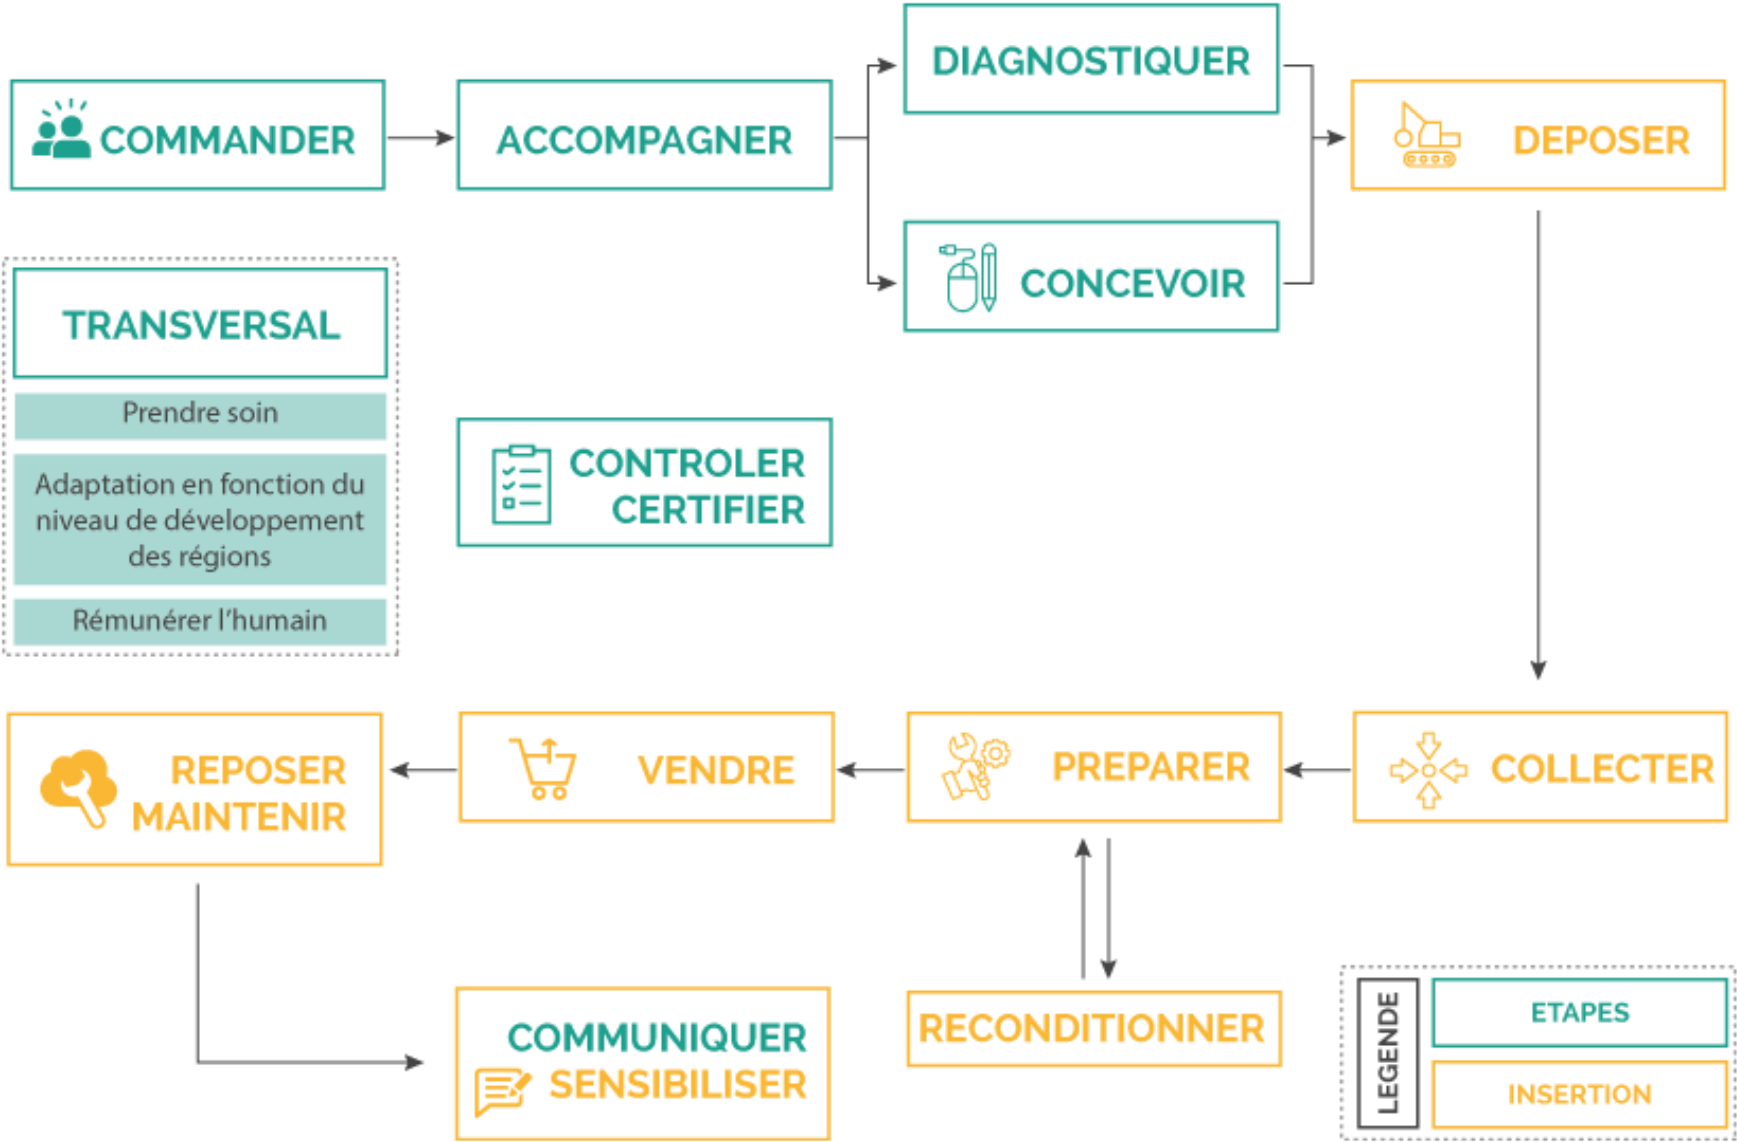 COMMANDER
ACCOMPAGNER
DIAGNOSTIQUER
CONCEVOIR
DEPOSER
TRANSVERSAL
Prendre soin
Adaptation en fonction du
niveau de développement
des régions
Rémunérer l'humain
CONTROLER
CERTIFIER
COLLECTER
PREPARER
RECONDITIONNER
VENDRE
REPOSER
MAINTENIR
COMMUNIQUER
SENSIBILISER
LEGENDE
ETAPES
INSERTION